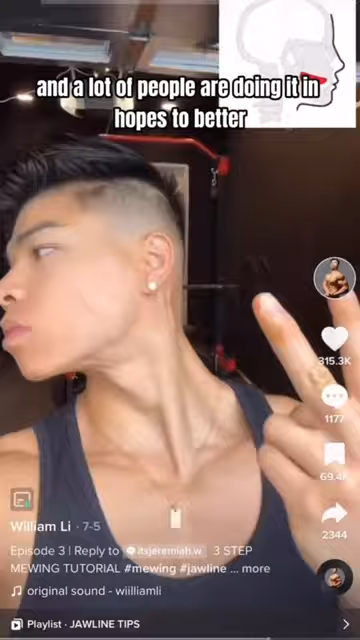 and a lot of people are doing it in
hopes to better
315.3K
1177
69.4K
2344
William Li · 7-5
Episode 3 | Reply to itsjeremiah.w 3 STEP
MEWING TUTORIAL #mewing #jawline ... more
original sound - wiilliamli
Playlist · JAWLINE TIPS